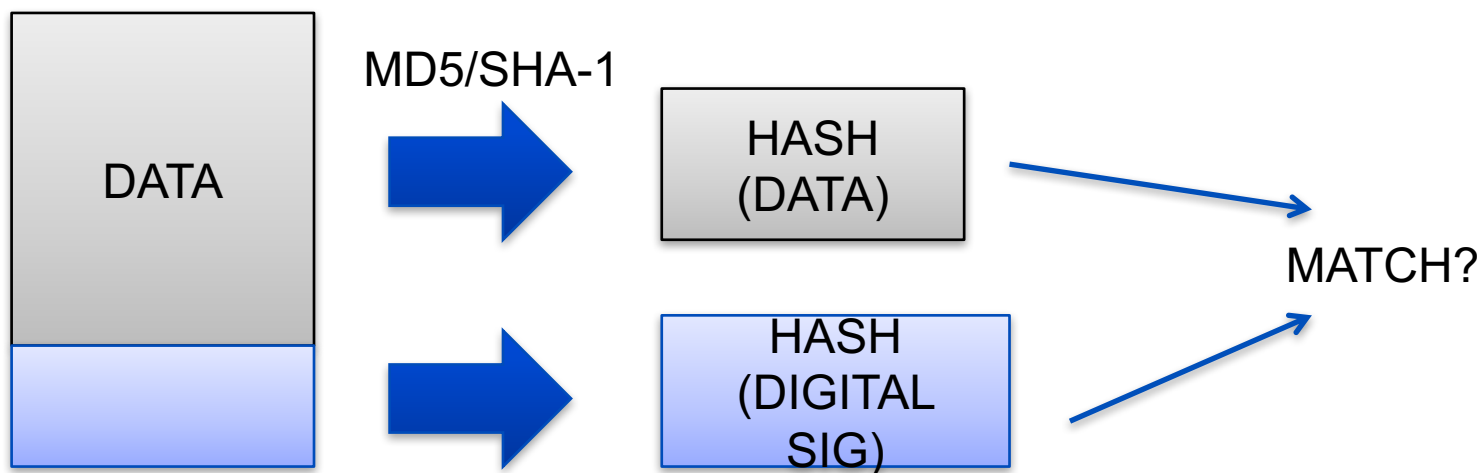 DATA
MD5/SHA-1
HASH
(DATA)
MATCH?
HASH
(DIGITAL
SIG)